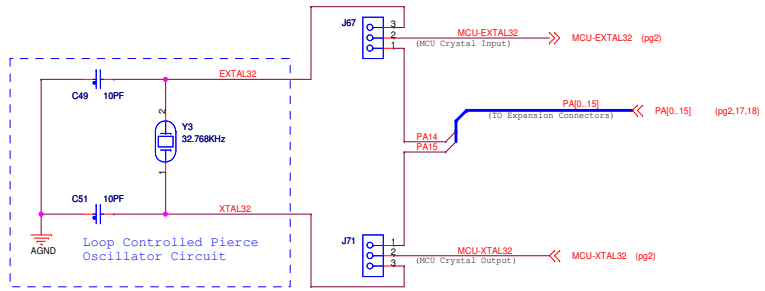 J67
3
2
1
MCU-EXTAL32
(MCU Crystal Input)
MCU-EXTAL32 (pg2)
EXTAL32
C49 10PF
2
Y3
32.768KHz
1
PA[0..15]
(TO Expansion Connectors)
PA[0..15] (pg2,17,18)
PA14
PA15
C51 10PF
XTAL32
AGND
Loop Controlled Pierce
Oscillator Circuit
J71
1
2
3
MCU-XTAL32
(MCU Crystal Output)
MCU-XTAL32 (pg2)